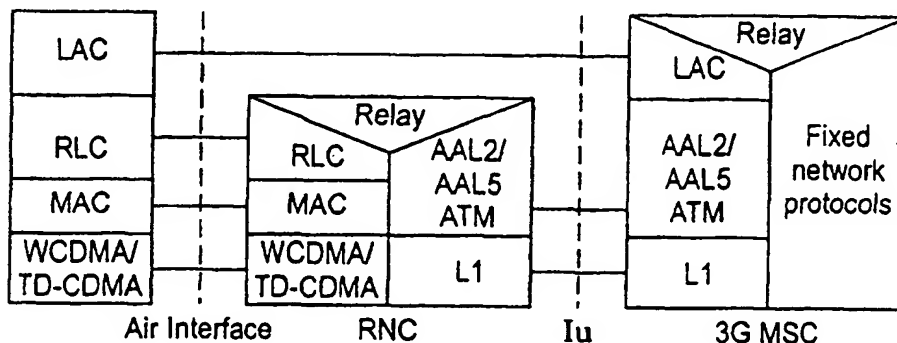 LAC
RLC
MAC
WCDMA/
TD-CDMA
Air Interface
Relay
RLC
MAC
WCDMA/
TD-CDMA
AAL2/
AAL5
ATM
L1
RNC
Iu
Relay
LAC
AAL2/
AAL5
ATM
L1
Fixed
network
protocols
3G MSC